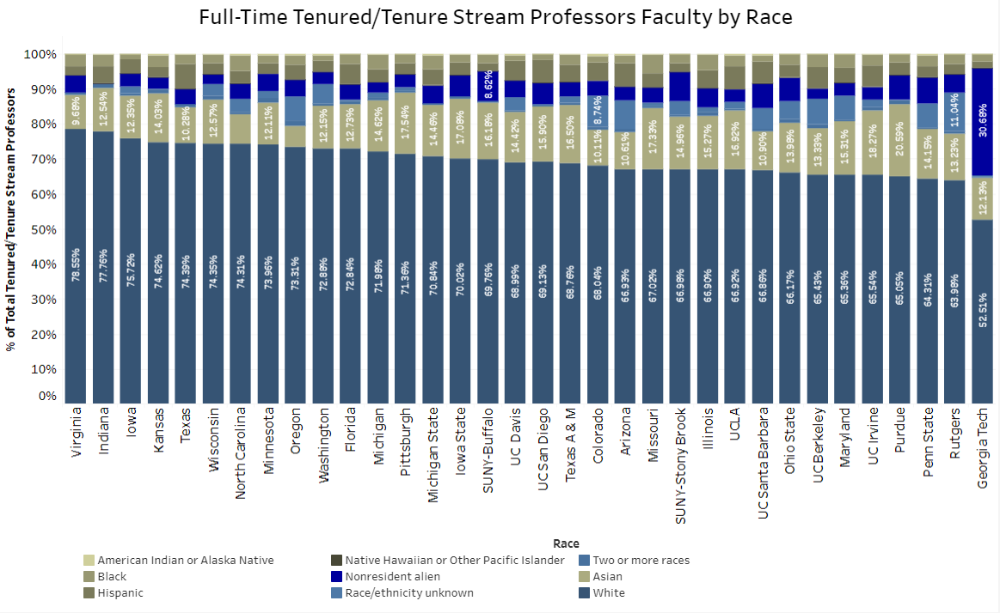 Full-Time Tenured/Tenure Stream Professors Faculty by Race
% of Total Tenured/Tenure Stream Professors
100%
90%
80%
70%
60%
50%
40%
30%
20%
10%
0%
9.68%
12.54%
12.35%
14.03%
10.28%
12.57%
12.11%
12.15%
12.73%
14.62%
17.54%
14.46%
17.08%
8.62%
16.18%
14.42%
15.90%
16.50%
8.74%
10.11%
10.61%
17.33%
14.96%
15.27%
16.92%
10.90%
13.98%
13.33%
15.31%
18.27%
20.59%
14.15%
11.04%
13.23%
30.68%
12.13%
78.55%
77.76%
75.72%
74.62%
74.39%
74.35%
74.31%
73.96%
73.31%
72.88%
72.84%
71.98%
71.36%
70.84%
70.02%
69.76%
68.99%
69.13%
68.76%
68.04%
66.93%
67.02%
66.98%
66.90%
66.92%
66.86%
66.17%
65.43%
65.36%
65.54%
65.05%
64.31%
63.98%
52.51%
Virginia
Indiana
Iowa
Kansas
Texas
Wisconsin
North Carolina
Minnesota
Oregon
Washington
Florida
Michigan
Pittsburgh
Michigan State
Iowa State
SUNY-Buffalo
UC Davis
UC San Diego
Texas A & M
Colorado
Arizona
Missouri
SUNY-Stony Brook
Illinois
UCLA
UC Santa Barbara
Ohio State
UC Berkeley
Maryland
UC Irvine
Purdue
Penn State
Rutgers
Georgia Tech
Race
American Indian or Alaska Native
Native Hawaiian or Other Pacific Islander
Two or more races
Black
Nonresident alien
Asian
Hispanic
Race/ethnicity unknown
White